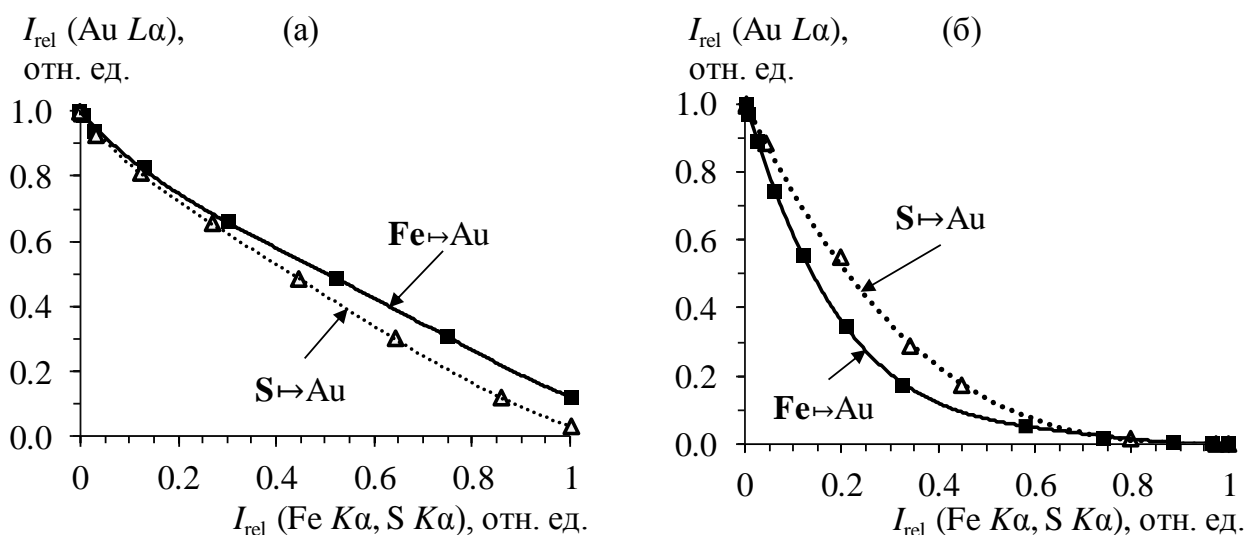 I_rel (Au Lα),
отн. ед.
(а)
1.0
0.8
0.6
0.4
0.2
0.0
Fe↦Au
S↦Au
0 0.2 0.4 0.6 0.8 1
I_rel (Fe Kα, S Kα), отн. ед.
I_rel (Au Lα),
отн. ед.
(б)
1.0
0.8
0.6
0.4
0.2
0.0
S↦Au
Fe↦Au
0 0.2 0.4 0.6 0.8 1
I_rel (Fe Kα, S Kα), отн. ед.